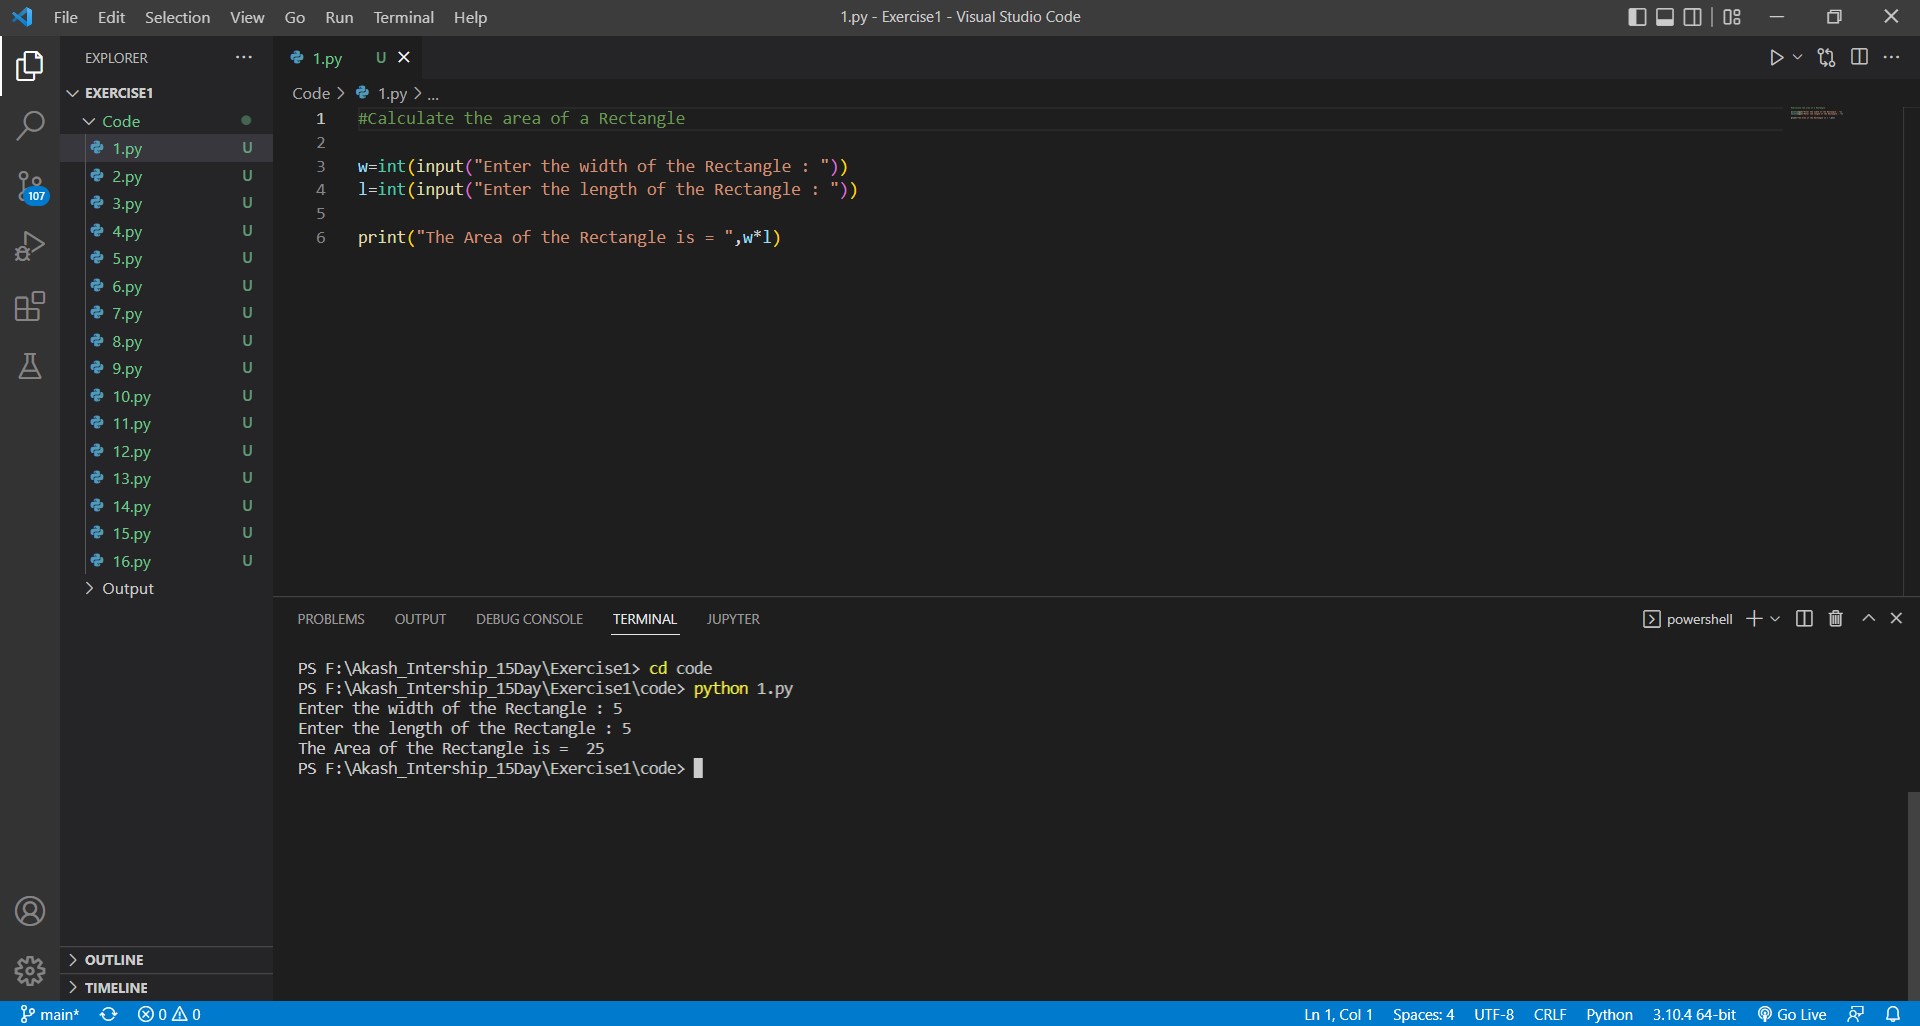 File Edit Selection View Go Run Terminal Help 1.py - Exercise1 - Visual Studio Code
EXPLORER
EXERCISE1
Code
1.py U
2.py U
3.py U
4.py U
5.py U
6.py U
7.py U
8.py U
9.py U
10.py U
11.py U
12.py U
13.py U
14.py U
15.py U
16.py U
Output
OUTLINE
TIMELINE
107
1.py U
Code > 1.py > ...
1 #Calculate the area of a Rectangle
2
3 w=int(input("Enter the width of the Rectangle : "))
4 l=int(input("Enter the length of the Rectangle : "))
5
6 print("The Area of the Rectangle is = ",w*l)
PROBLEMS OUTPUT DEBUG CONSOLE TERMINAL JUPYTER powershell
PS F:\Akash_Intership_15Day\Exercise1> cd code
PS F:\Akash_Intership_15Day\Exercise1\code> python 1.py
Enter the width of the Rectangle : 5
Enter the length of the Rectangle : 5
The Area of the Rectangle is =  25
PS F:\Akash_Intership_15Day\Exercise1\code>
main* 0 0 Ln 1, Col 1 Spaces: 4 UTF-8 CRLF Python 3.10.4 64-bit Go Live